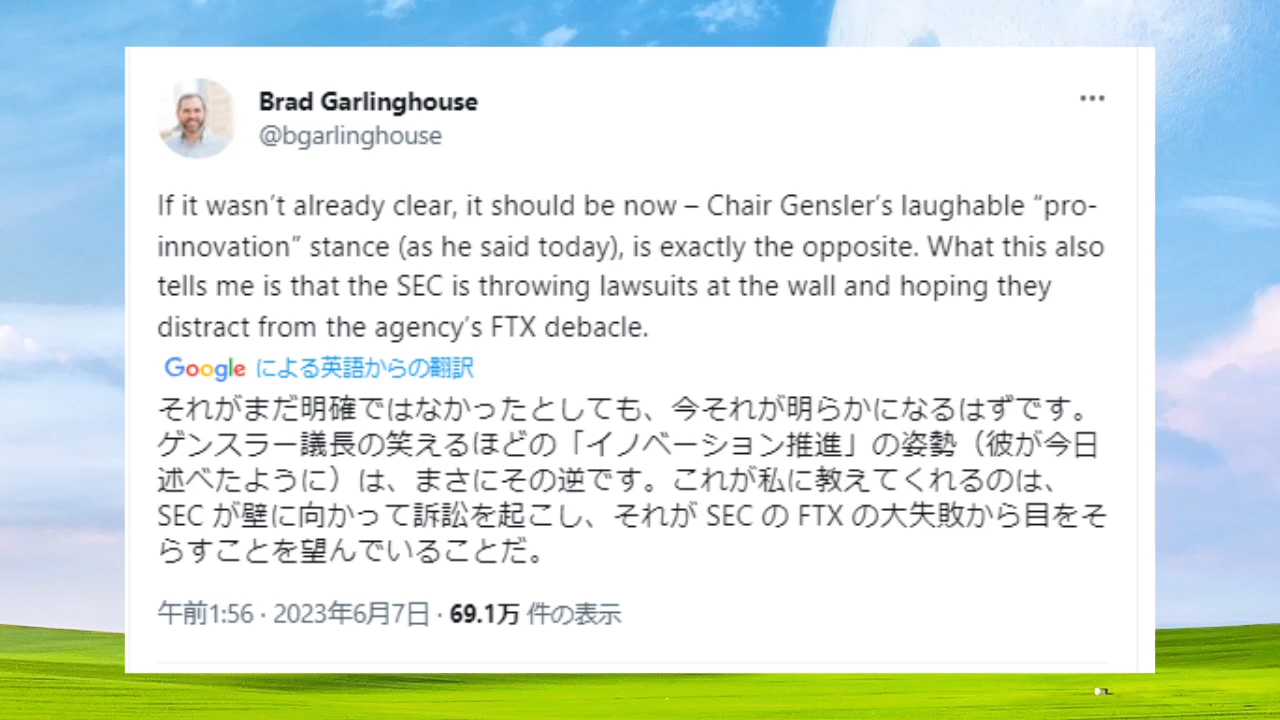 Brad Garlinghouse
@bgarlinghouse
If it wasn’t already clear, it should be now – Chair Gensler’s laughable “pro-
innovation” stance (as he said today), is exactly the opposite. What this also
tells me is that the SEC is throwing lawsuits at the wall and hoping they
distract from the agency’s FTX debacle.
Google による英語からの翻訳
それがまだ明確ではなかったとしても、今それが明らかになるはずです。
ゲンスラー議長の笑えるほどの「イノベーション推進」の姿勢（彼が今日
述べたように）は、まさにその逆です。これが私に教えてくれるのは、
SEC が壁に向かって訴訟を起こし、それが SEC の FTX の大失敗から目をそ
らすことを望んでいることだ。
午前1:56 · 2023年6月7日 · 69.1万 件の表示